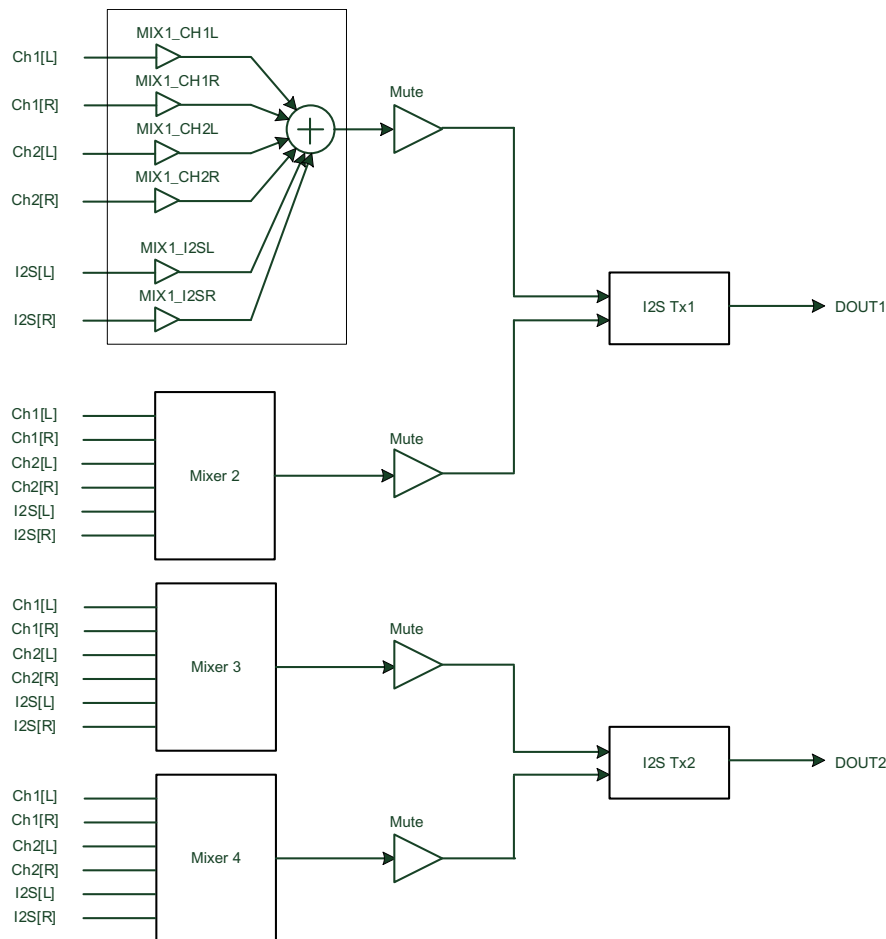 MIX1_CH1L
Ch1[L]
MIX1_CH1R
Ch1[R]
Mute
MIX1_CH2L
Ch2[L]
MIX1_CH2R
Ch2[R]
MIX1_I2SL
I2S[L]
MIX1_I2SR
I2S[R]
I2S Tx1
DOUT1
Ch1[L]
Ch1[R]
Ch2[L]
Ch2[R]
I2S[L]
I2S[R]
Mixer 2
Mute
Ch1[L]
Ch1[R]
Ch2[L]
Ch2[R]
I2S[L]
I2S[R]
Mixer 3
Mute
I2S Tx2
DOUT2
Ch1[L]
Ch1[R]
Ch2[L]
Ch2[R]
I2S[L]
I2S[R]
Mixer 4
Mute